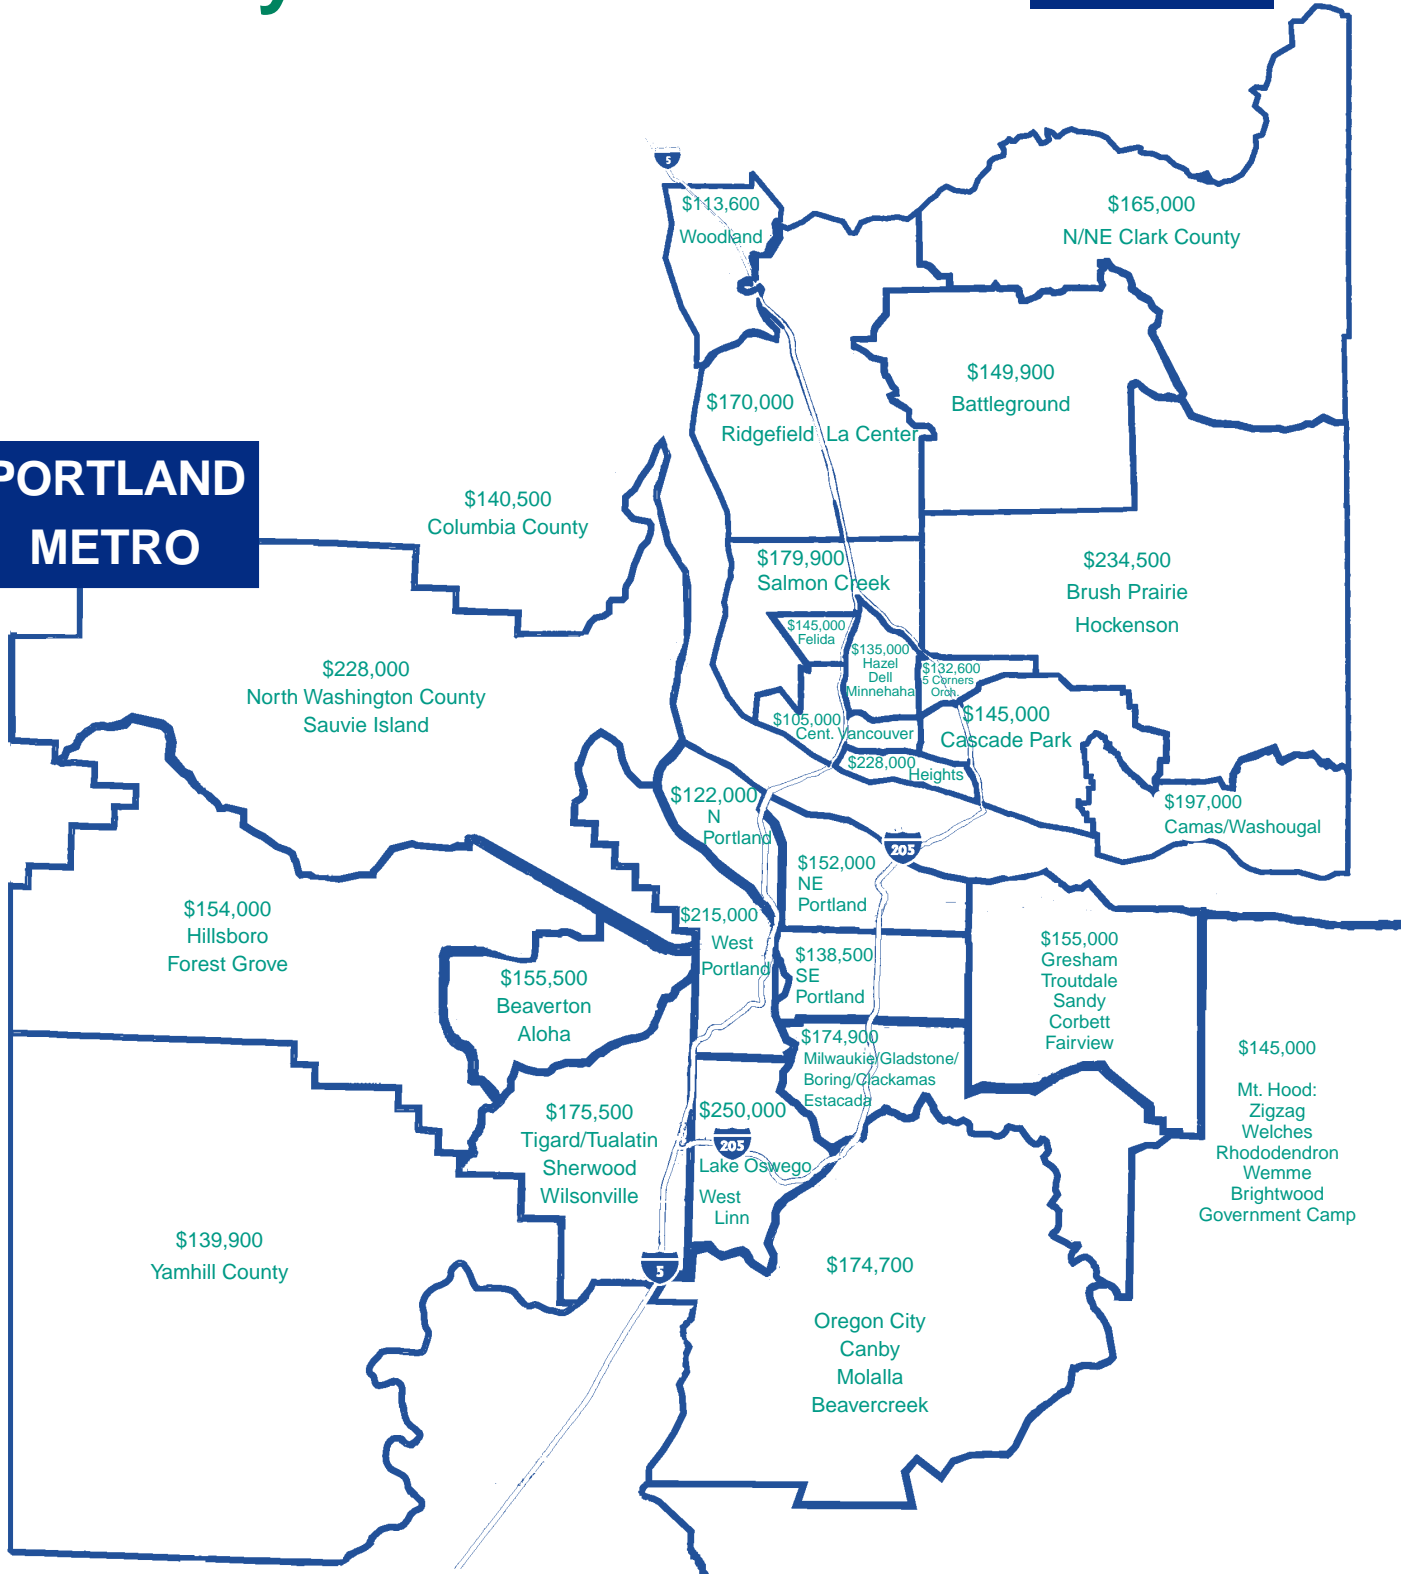 5
$113,600
Woodland
$165,000
N/NE Clark County
$149,900
Battleground
$170,000
Ridgefield La Center
PORTLAND
METRO
$140,500
Columbia County
$179,900
Salmon Creek
$234,500
Brush Prairie
Hockenson
$145,000
Felida
$135,000
Hazel
Dell
Minnehaha
$132,600
5 Corners
Orch.
$228,000
North Washington County
Sauvie Island
$105,000
Cent. Vancouver
$145,000
Cascade Park
$228,000
Heights
$197,000
Camas/Washougal
$122,000
N
Portland
205
$152,000
NE
Portland
$154,000
Hillsboro
Forest Grove
$215,000
West
Portland
$155,500
Beaverton
Aloha
$138,500
SE
Portland
$155,000
Gresham
Troutdale
Sandy
Corbett
Fairview
$174,900
Milwaukie/Gladstone/
Boring/Clackamas
Estacada
$145,000
Mt. Hood:
Zigzag
Welches
Rhododendron
Wemme
Brightwood
Government Camp
$175,500
Tigard/Tualatin
Sherwood
Wilsonville
$250,000
205
Lake Oswego
West
Linn
5
$139,900
Yamhill County
$174,700
Oregon City
Canby
Molalla
Beavercreek